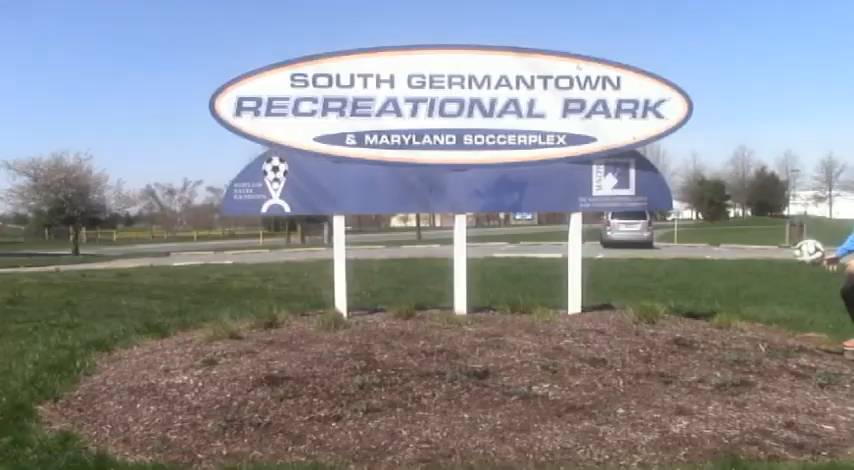 SOUTH GERMANTOWN
RECREATIONAL PARK
& MARYLAND SOCCERPLEX